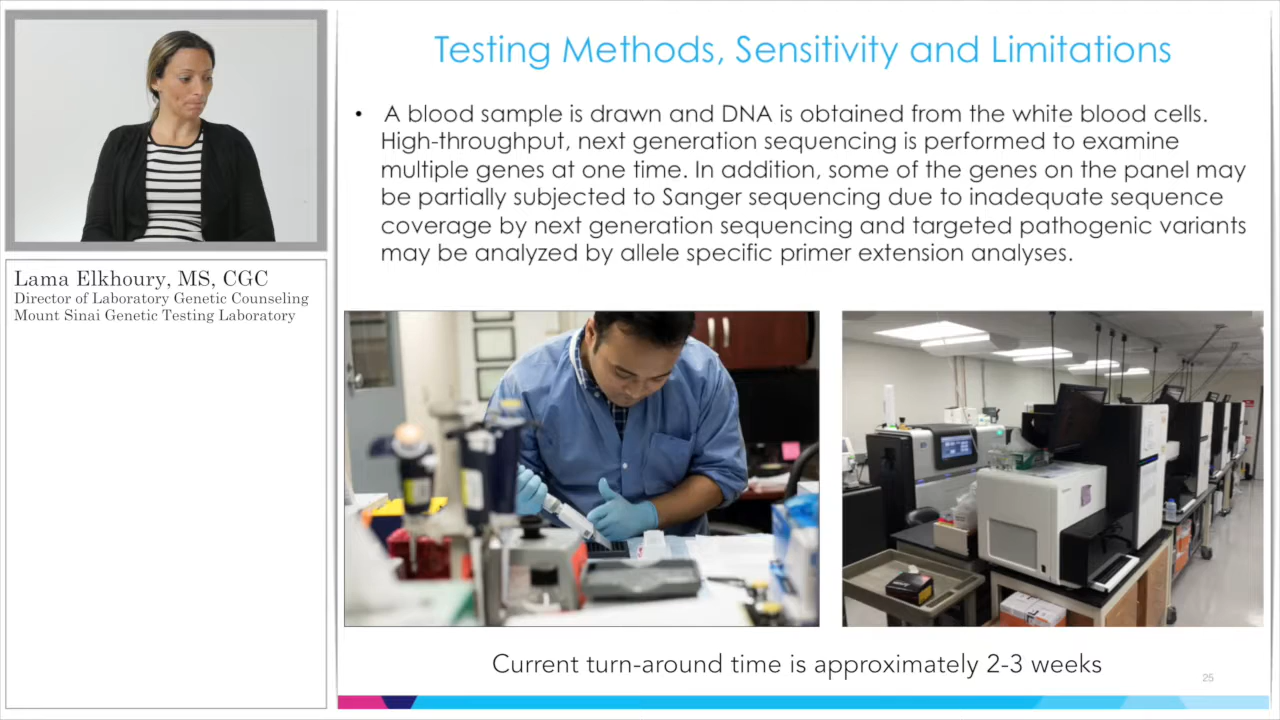 Testing Methods, Sensitivity and Limitations
• A blood sample is drawn and DNA is obtained from the white blood cells.
High-throughput, next generation sequencing is performed to examine
multiple genes at one time. In addition, some of the genes on the panel may
be partially subjected to Sanger sequencing due to inadequate sequence
coverage by next generation sequencing and targeted pathogenic variants
may be analyzed by allele specific primer extension analyses.
Lama Elkhoury, MS, CGC
Director of Laboratory Genetic Counseling
Mount Sinai Genetic Testing Laboratory
Current turn-around time is approximately 2-3 weeks
25